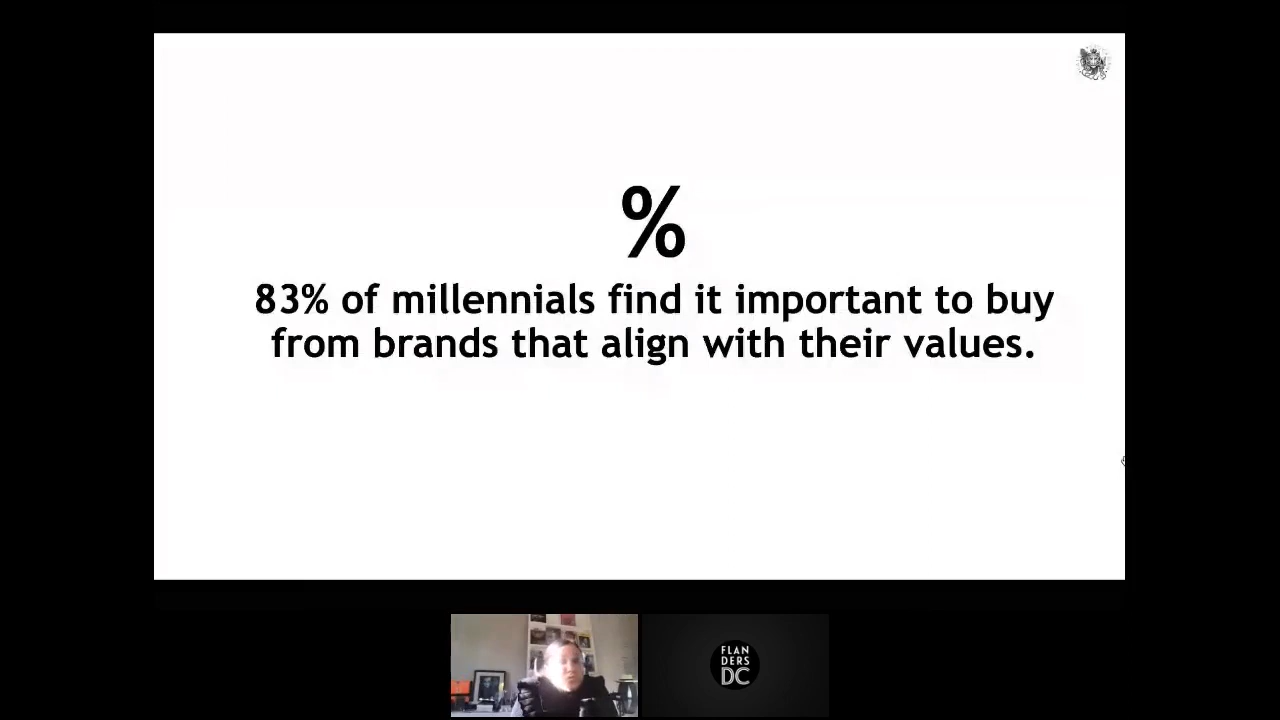 %
83% of millennials find it important to buy
from brands that align with their values.
FLAN
DERS
DC